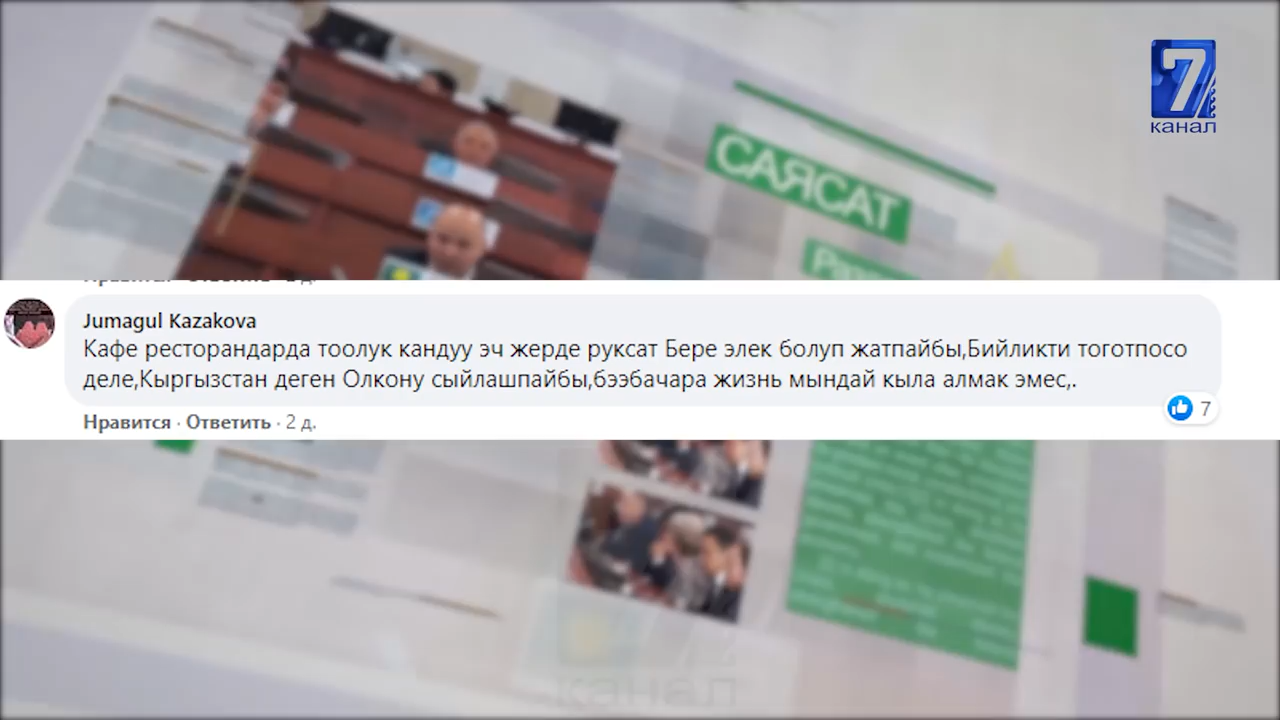 7
канал
САЯСАТ
Jumagul Kazakova
Кафе ресторандарда тоолук кандуу эч жерде руксат Бере элек болуп жатпайбы,Бийликти тоготпосо
деле,Кыргызстан деген Олкону сыйлашпайбы,бээбачара жизнь мындай кыла алмак эмес,.
7
Нравится · Ответить · 2 д.
канал